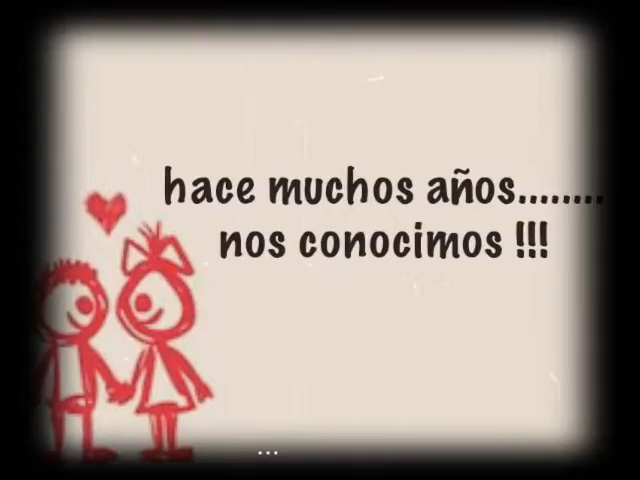 hace muchos años........
nos conocimos !!!
...